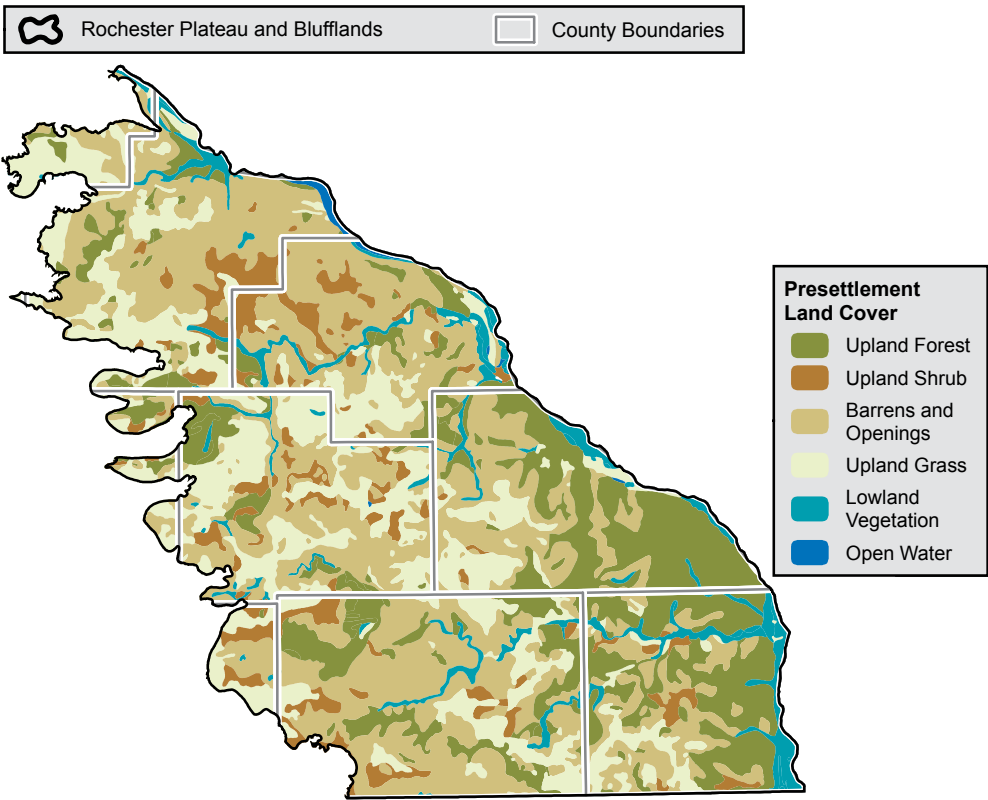 Rochester Plateau and Blufflands
County Boundaries
Presettlement
Land Cover
Upland Forest
Upland Shrub
Barrens and
Openings
Upland Grass
Lowland
Vegetation
Open Water